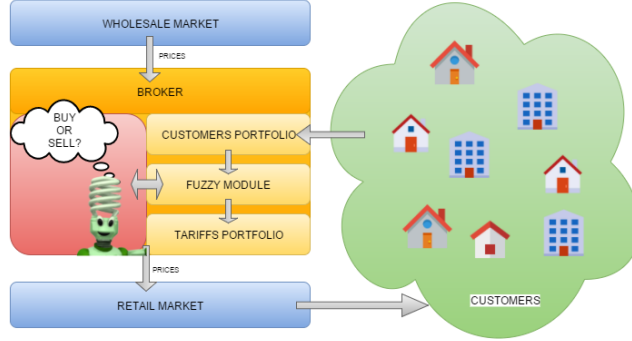 WHOLESALE MARKET
PRICES
BROKER
BUY
OR
SELL?
CUSTOMERS PORTFOLIO
FUZZY MODULE
TARIFFS PORTFOLIO
PRICES
RETAIL MARKET
CUSTOMERS